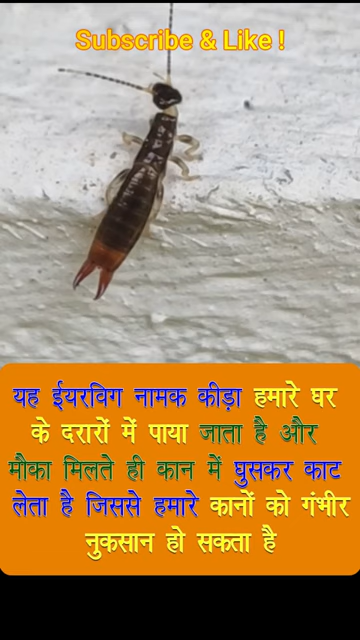 Subscribe & Like !
यह ईयरविग नामक कीड़ा हमारे घर
के दरारों में पाया जाता है और
मौका मिलते ही कान में घुसकर काट
लेता है जिससे हमारे कानों को गंभीर
नुकसान हो सकता है